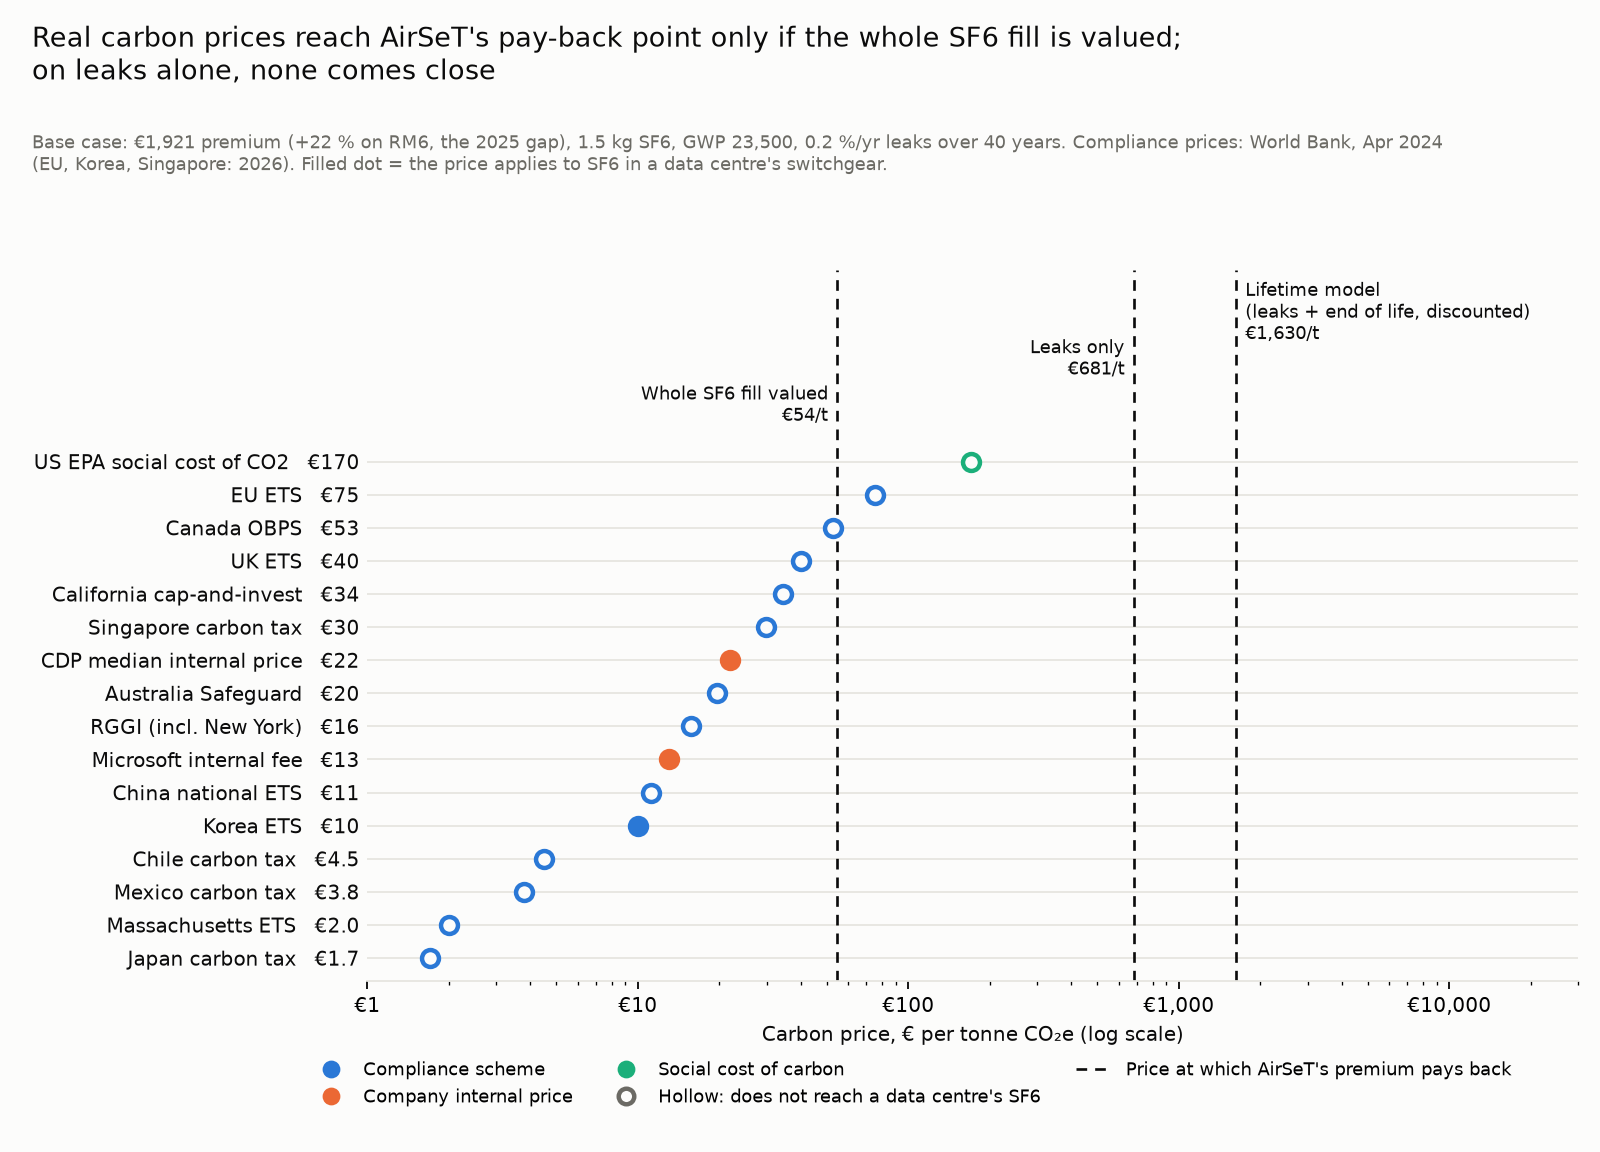 Real carbon prices reach AirSeT's pay-back point only if the whole SF6 fill is valued;
on leaks alone, none comes close
Base case: €1,921 premium (+22 % on RM6, the 2025 gap), 1.5 kg SF6, GWP 23,500, 0.2 %/yr leaks over 40 years. Compliance prices: World Bank, Apr 2024
(EU, Korea, Singapore: 2026). Filled dot = the price applies to SF6 in a data centre's switchgear.
Lifetime model
(leaks + end of life, discounted)
€1,630/t
Leaks only
€681/t
Whole SF6 fill valued
€54/t
US EPA social cost of CO2 €170
EU ETS €75
Canada OBPS €53
UK ETS €40
California cap-and-invest €34
Singapore carbon tax €30
CDP median internal price €22
Australia Safeguard €20
RGGI (incl. New York) €16
Microsoft internal fee €13
China national ETS €11
Korea ETS €10
Chile carbon tax €4.5
Mexico carbon tax €3.8
Massachusetts ETS €2.0
Japan carbon tax €1.7
€1 €10 €100 €1,000 €10,000
Carbon price, € per tonne CO₂e (log scale)
Compliance scheme
Company internal price
Social cost of carbon
Hollow: does not reach a data centre's SF6
Price at which AirSeT's premium pays back